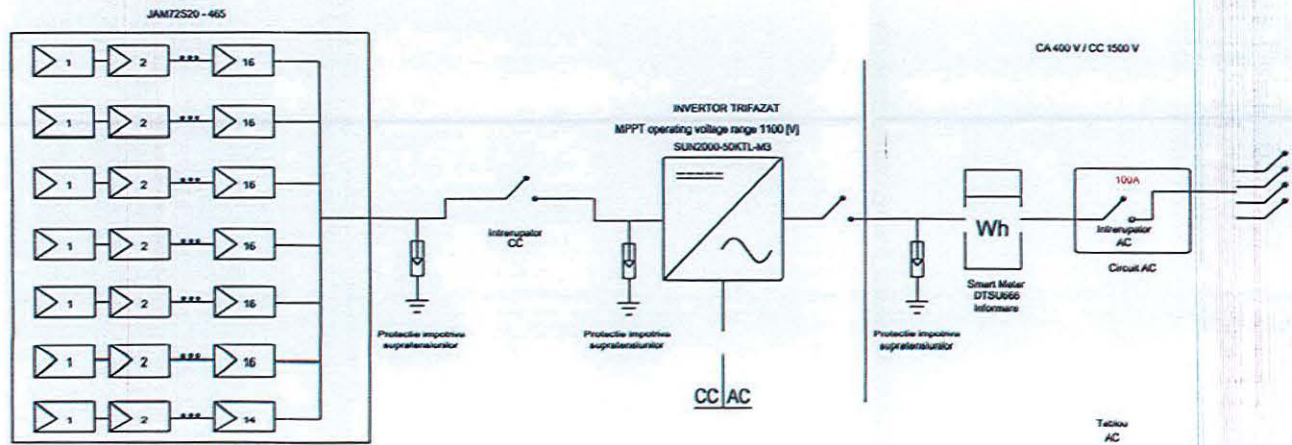 JAM72S20 - 465
1 2 16
1 2 16
1 2 16
1 2 16
1 2 16
1 2 16
1 2 14
Protectie impotriva
supratensiunilor
Intrerupator
CC
Protectie impotriva
supratensiunilor
INVERTOR TRIFAZAT
MPPT operating voltage range 1100 [V]
SUN2000-50KTL-M3
CC AC
Protectie impotriva
supratensiunilor
CA 400 V / CC 1500 V
Wh
Smart Meter
DTSU666
Informare
100A
Intrerupator
AC
Circuit AC
Tablou
AC